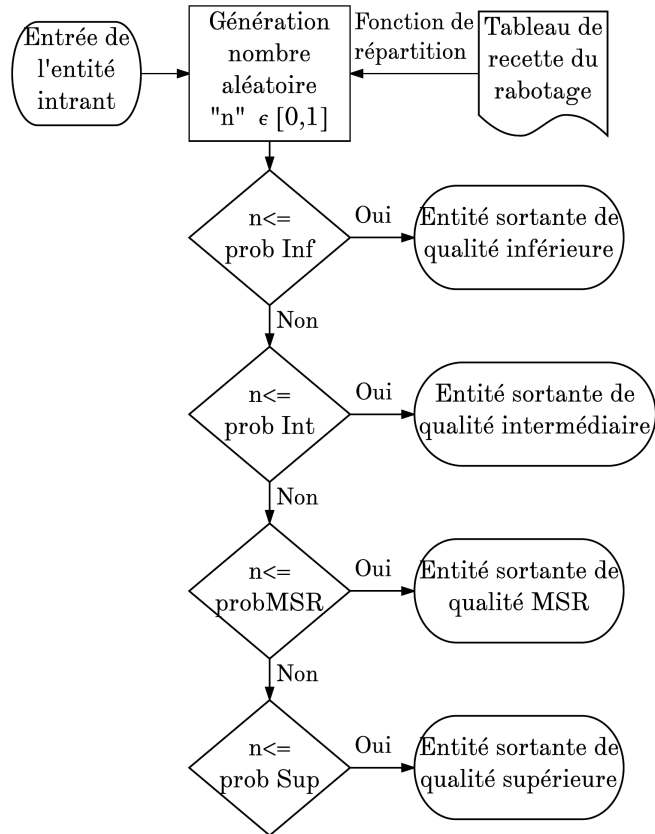 Entrée de
l'entité
intrant
Génération
nombre
aléatoire
"n" ϵ [0,1]
Fonction de
répartition
Tableau de
recette du
rabotage
n<=
prob Inf
Oui
Entité sortante de
qualité inférieure
Non
n<=
prob Int
Oui
Entité sortante de
qualité intermédiaire
Non
n<=
probMSR
Oui
Entité sortante de
qualité MSR
Non
n<=
prob Sup
Oui
Entité sortante de
qualité supérieure